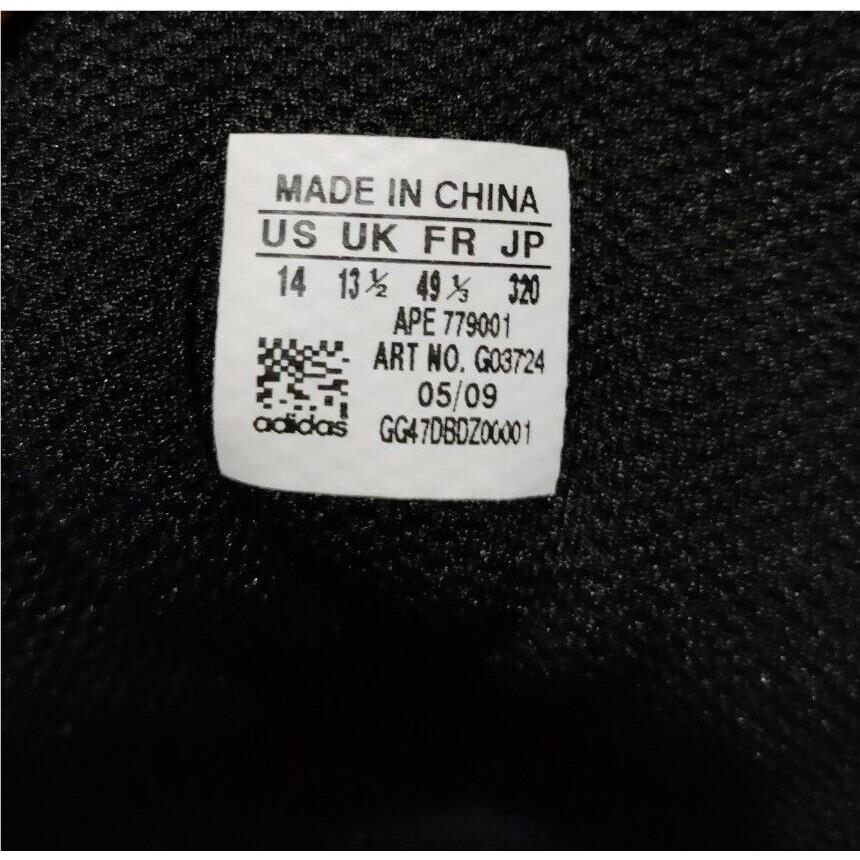 MADE IN CHINA
US UK FR JP
14 13½ 49⅓ 320
APE 779001
ART NO. G03724
05/09
adidas GG47DBDZ00001